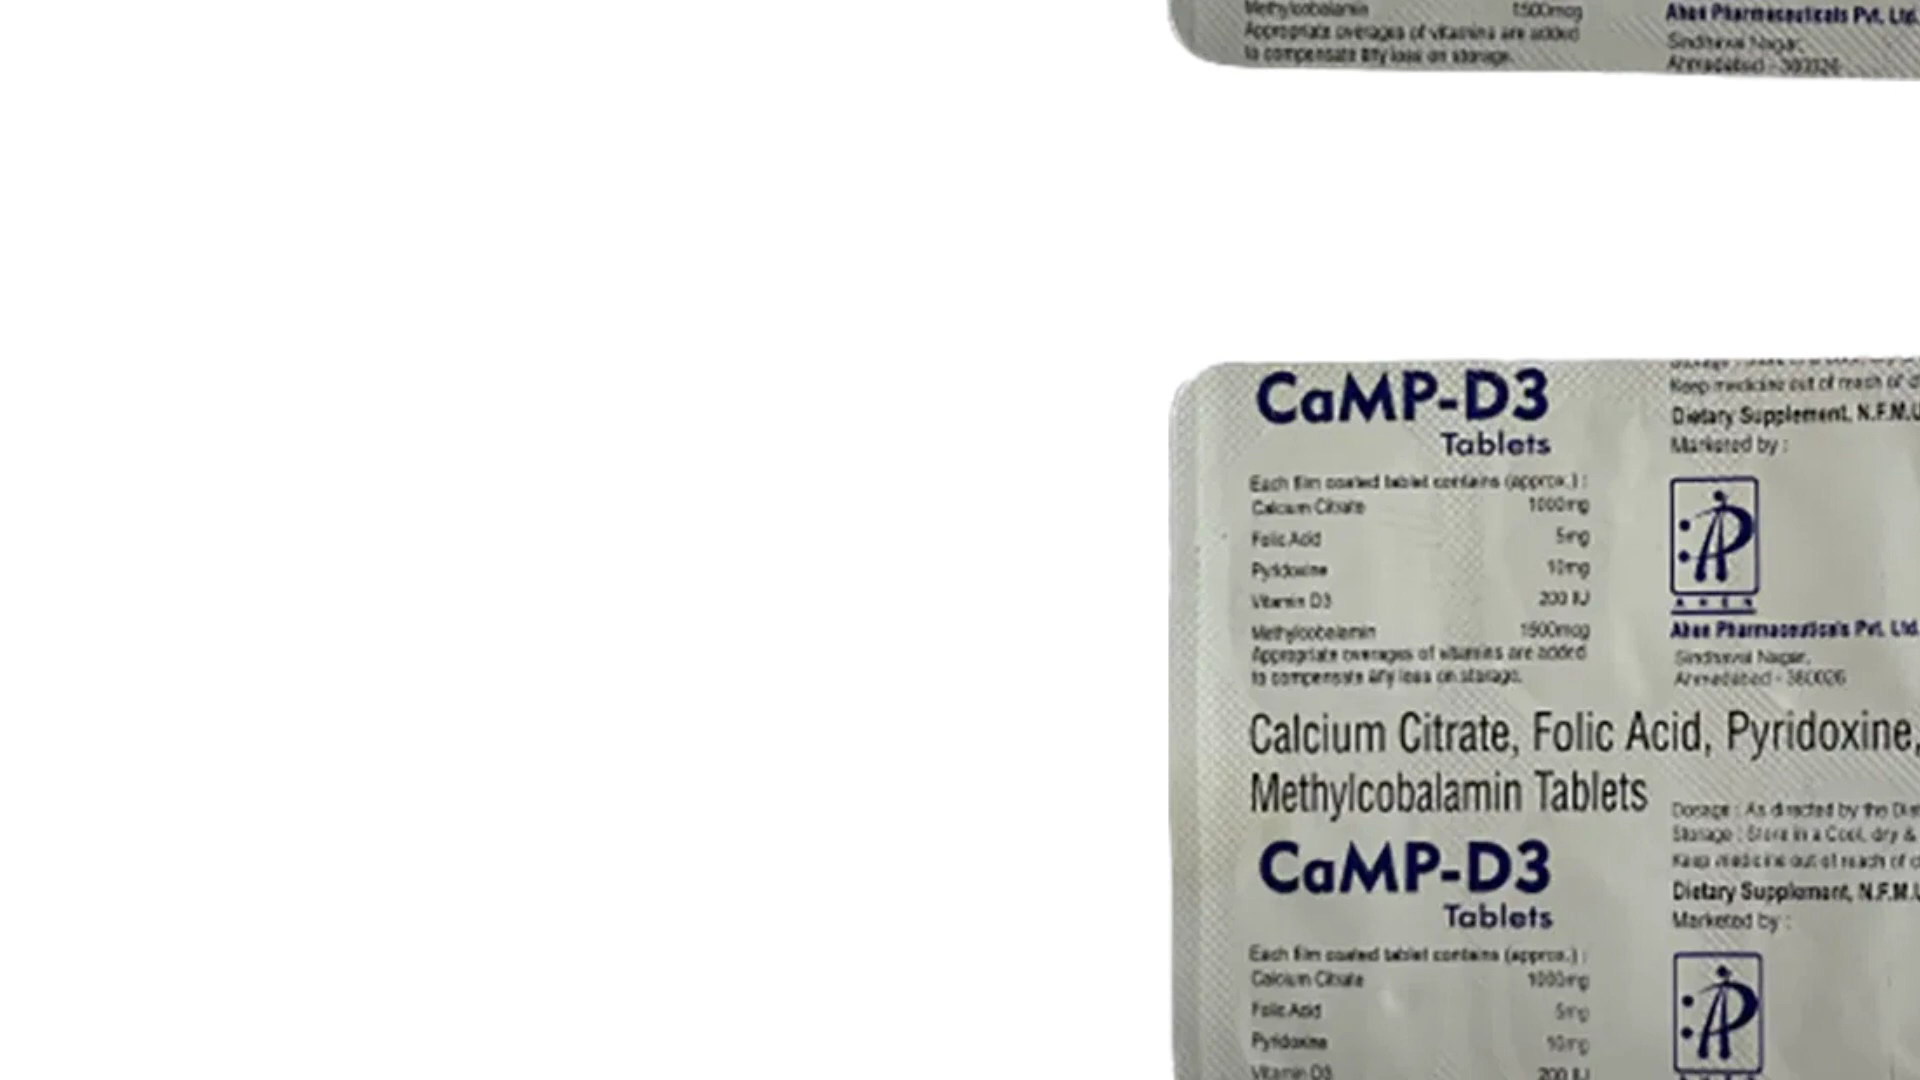 Methylcobalamin 1500mcg
Appropriate overages of vitamins are added
to compensate any loss on storage.
Ahen Pharmaceuticals Pvt. Ltd.
Nagar,
CaMP-D3
Tablets
Each film coated tablet contains (approx.) :
Calcium Citrate 1000mg
Folic Acid 5mg
Pyridoxine 10mg
Vitamin D3 200 IU
Methylcobalamin 1500mcg
Appropriate overages of vitamins are added
to compensate any loss on storage.
Keep medicine out of reach of
Dietary Supplement, N.F.M.U
Marketed by :
AHEN
Ahen Pharmaceuticals Pvt. Ltd.
Nagar,
Ahmedabad - 380026
Calcium Citrate, Folic Acid, Pyridoxine,
Methylcobalamin Tablets
CaMP-D3
Tablets
Each film coated tablet contains (approx.) :
Calcium Citrate 1000mg
Folic Acid 5mg
Pyridoxine 10mg
Vitamin D3 200 IU
Dosage : As directed by the
Storage : Store in a Cool, dry &
Keep medicine out of reach of
Dietary Supplement, N.F.M.U
Marketed by :